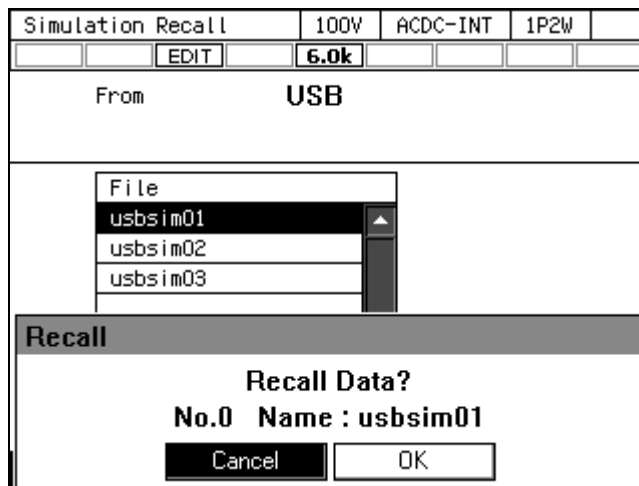 Simulation Recall 100V ACDC-INT 1P2W
EDIT 6.0k
From USB
File
usbsim01
usbsim02
usbsim03
Recall
Recall Data?
No.0 Name : usbsim01
Cancel OK